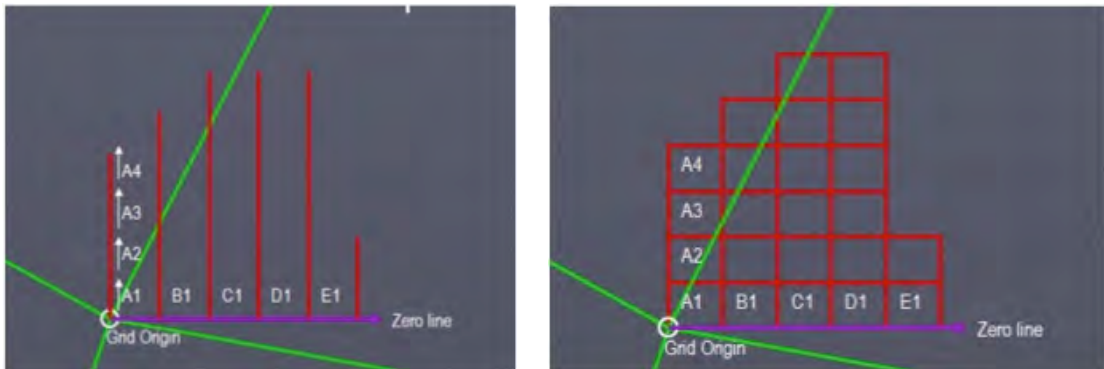 A4
A3
A2
A1 B1 C1 D1 E1
Zero line
Grid Origin
A4
A3
A2
A1 B1 C1 D1 E1
Zero line
Grid Origin